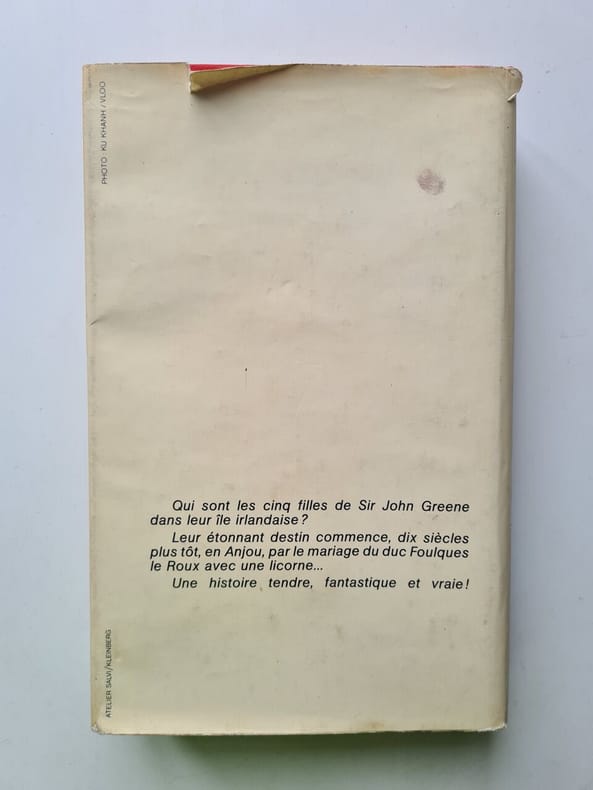 PHOTO : KU KHANH / VLOO
Qui sont les cinq filles de Sir John Greene
dans leur île irlandaise ?
Leur étonnant destin commence, dix siècles
plus tôt, en Anjou, par le mariage du duc Foulques
le Roux avec une licorne...
Une histoire tendre, fantastique et vraie !
ATELIER SALVI/KLEINBERG